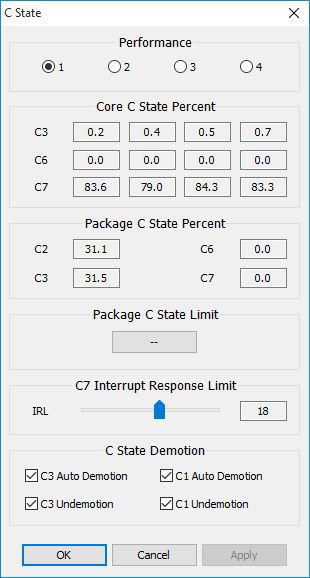 C State
Performance
1 2 3 4
Core C State Percent
C3 0.2 0.4 0.5 0.7
C6 0.0 0.0 0.0 0.0
C7 83.6 79.0 84.3 83.3
Package C State Percent
C2 31.1 C6 0.0
C3 31.5 C7 0.0
Package C State Limit
--
C7 Interrupt Response Limit
IRL 18
C State Demotion
C3 Auto Demotion C1 Auto Demotion
C3 Undemotion C1 Undemotion
OK Cancel Apply